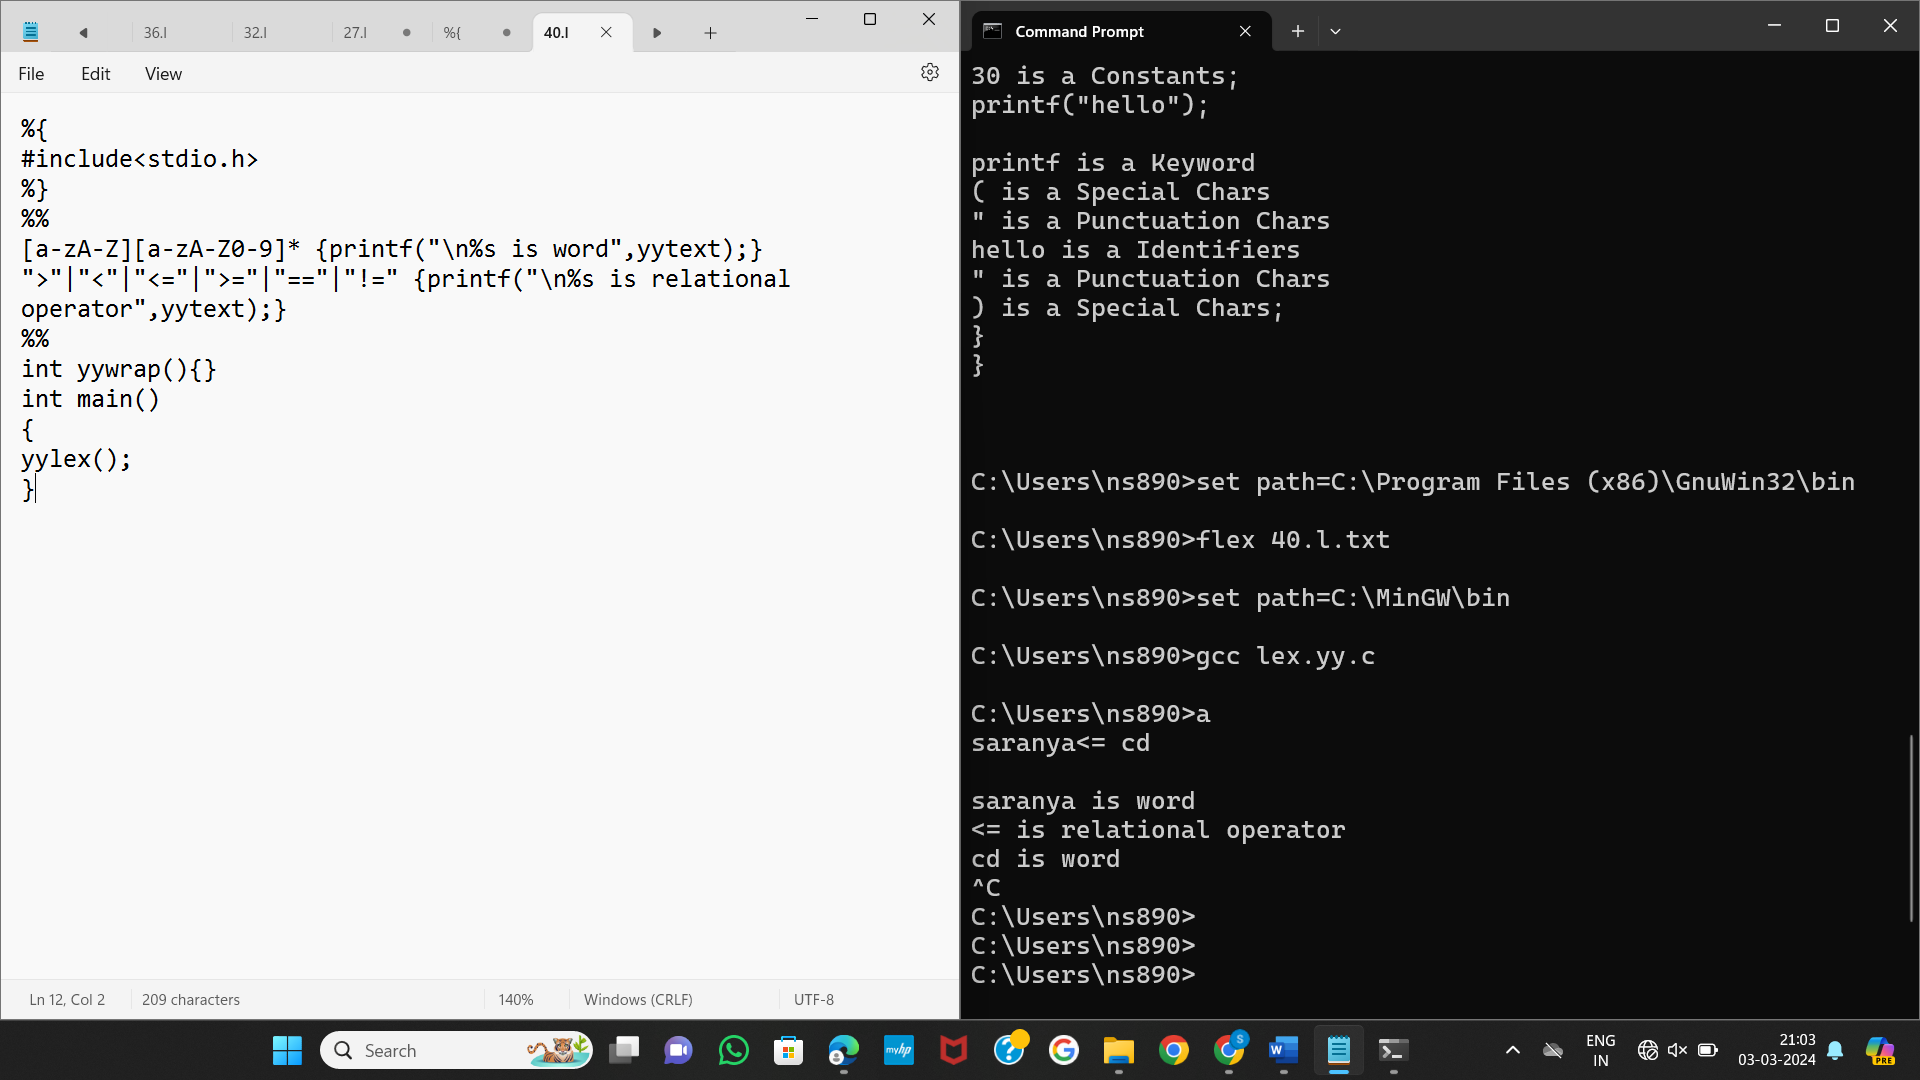 36.l
32.l
27.l
%{
40.l
File
Edit
View
%{
#include<stdio.h>
%}
%%
[a-zA-Z][a-zA-Z0-9]* {printf("\n%s is word",yytext);}
">"|"<"|"<="|">="|"=="|"!=" {printf("\n%s is relational
operator",yytext);}
%%
int yywrap(){}
int main()
{
yylex();
}
Ln 12, Col 2
209 characters
140%
Windows (CRLF)
UTF-8
Command Prompt
30 is a Constants;
printf("hello");
printf is a Keyword
( is a Special Chars
" is a Punctuation Chars
hello is a Identifiers
" is a Punctuation Chars
) is a Special Chars;
}
}
C:\Users\ns890>set path=C:\Program Files (x86)\GnuWin32\bin
C:\Users\ns890>flex 40.l.txt
C:\Users\ns890>set path=C:\MinGW\bin
C:\Users\ns890>gcc lex.yy.c
C:\Users\ns890>a
saranya<= cd
saranya is word
<= is relational operator
cd is word
^C
C:\Users\ns890>
C:\Users\ns890>
C:\Users\ns890>
Search
myhp
S
ENG
IN
21:03
03-03-2024
PRE